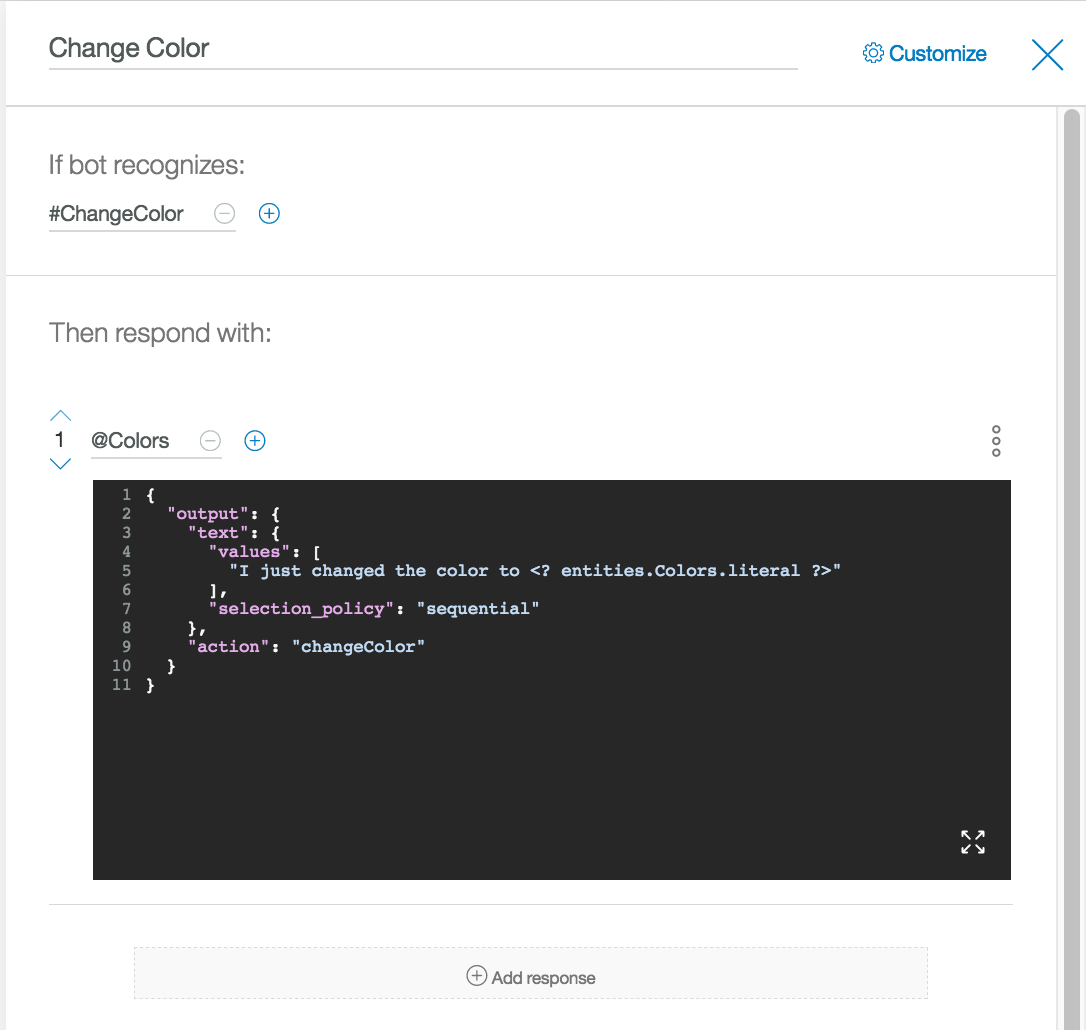 Change Color
Customize
If bot recognizes:
#ChangeColor
Then respond with:
1 @Colors
1 {
2   "output": {
3     "text": {
4       "values": [
5         "I just changed the color to <? entities.Colors.literal ?>"
6       ],
7       "selection_policy": "sequential"
8     },
9     "action": "changeColor"
10   }
11 }
Add response